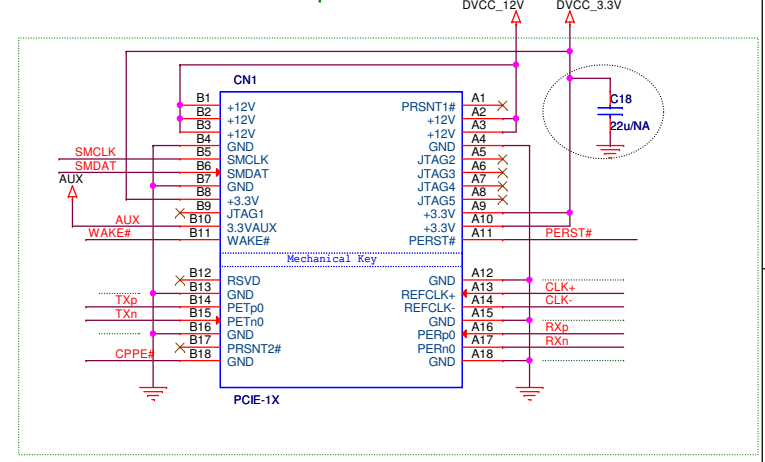 DVCC_12V DVCC_3.3V
CN1
C18
22u/NA
B1 +12V PRSNT1# A1
B2 +12V +12V A2
B3 +12V +12V A3
B4 GND GND A4
SMCLK B5 SMCLK JTAG2 A5
SMDAT B6 SMDAT JTAG3 A6
AUX B7 GND JTAG4 A7
B8 +3.3V JTAG5 A8
B9 JTAG1 +3.3V A9
AUX B10 3.3VAUX +3.3V A10
WAKE# B11 WAKE# PERST# A11 PERST#
Mechanical Key
B12 RSVD GND A12
B13 GND REFCLK+ A13 CLK+
TXp B14 PETp0 REFCLK- A14 CLK-
TXn B15 PETn0 GND A15
B16 GND PERp0 A16 RXp
B17 PRSNT2# PERn0 A17 RXn
CPPE# B18 GND GND A18
PCIE-1X